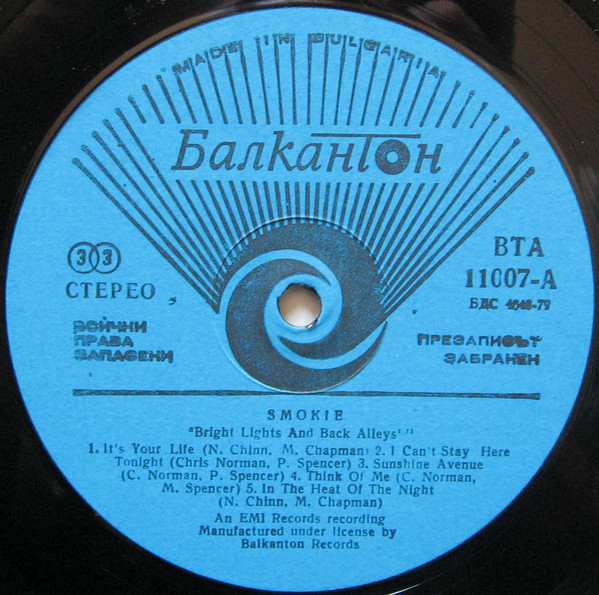 MADE IN BULGARIA
Балкантон
33
СТЕРЕО
ВТА
11007-А
БДС 4648-79
ВСИЧКИ
ПРАВА
ЗАПАЗЕНИ
ПРЕЗАПИСЪТ
ЗАБРАНЕН
SMOKIE
"Bright Lights And Back Alleys'"
1. It's Your Life (N. Chinn, M. Chapman) 2. I Can't Stay Here
Tonight (Chris Norman, P. Spencer) 3. Sunshine Avenue
(C. Norman, P. Spencer) 4. Think Of Me (C. Norman,
M. Spencer) 5. In The Heat Of The Night
(N. Chinn, M. Chapman)
An EMI Records recording
Manufactured under license by
Balkanton Records